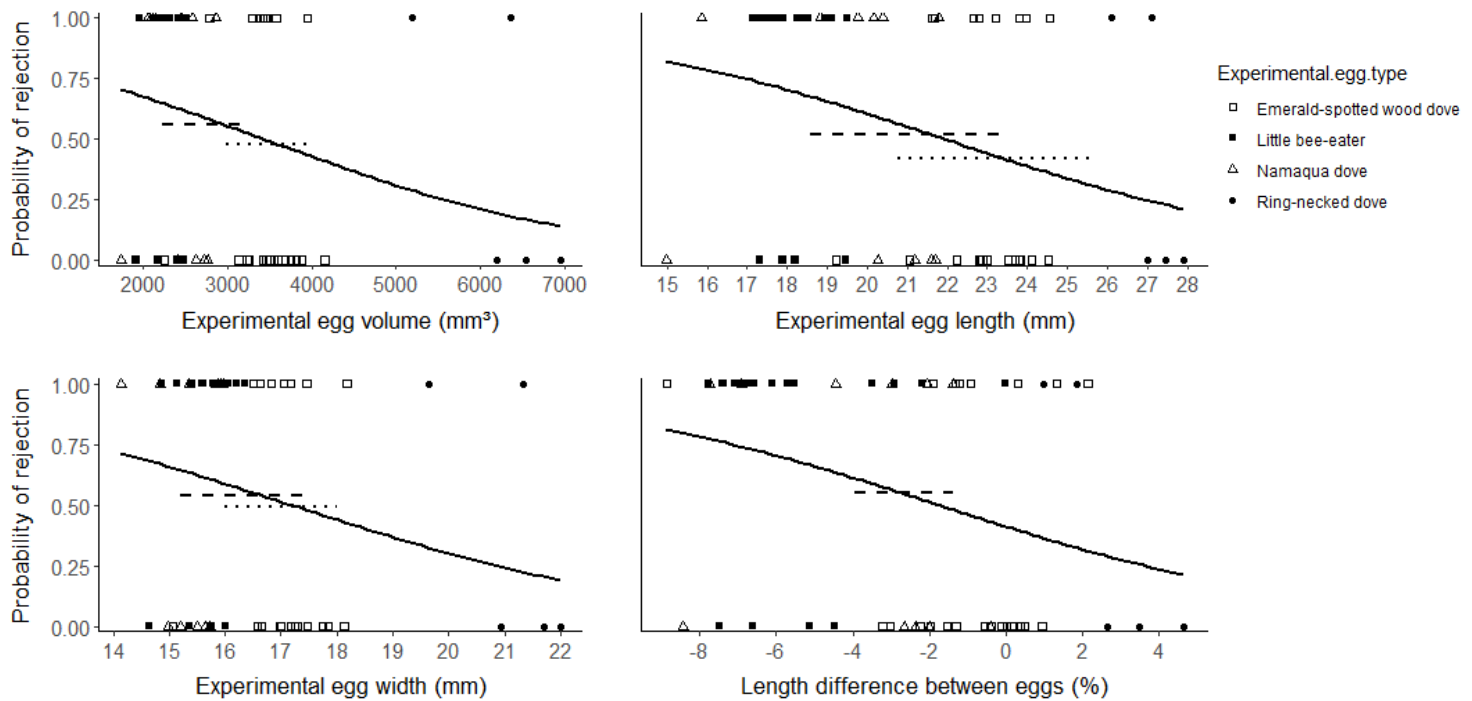 1.00
0.75
0.50
0.25
0.00
Probability of rejection
2000 3000 4000 5000 6000 7000
Experimental egg volume (mm³)
15 16 17 18 19 20 21 22 23 24 25 26 27 28
Experimental egg length (mm)
Experimental.egg.type
Emerald-spotted wood dove
Little bee-eater
Namaqua dove
Ring-necked dove
1.00
0.75
0.50
0.25
0.00
Probability of rejection
14 15 16 17 18 19 20 21 22
Experimental egg width (mm)
-8 -6 -4 -2 0 2 4
Length difference between eggs (%)